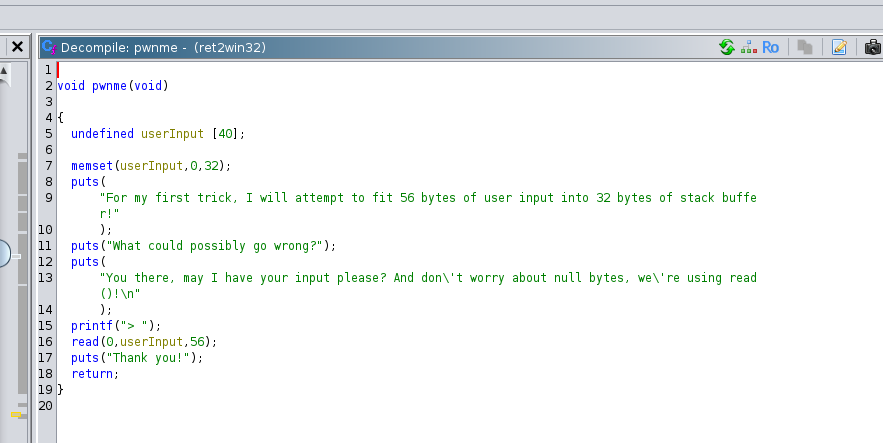 Decompile: pwnme - (ret2win32)
Ro
1
2 void pwnme(void)
3
4 {
5 undefined userInput [40];
6
7 memset(userInput,0,32);
8 puts(
9 "For my first trick, I will attempt to fit 56 bytes of user input into 32 bytes of stack buffe
r!"
10 );
11 puts("What could possibly go wrong?");
12 puts(
13 "You there, may I have your input please? And don\'t worry about null bytes, we\'re using read
()!\n"
14 );
15 printf("> ");
16 read(0,userInput,56);
17 puts("Thank you!");
18 return;
19 }
20